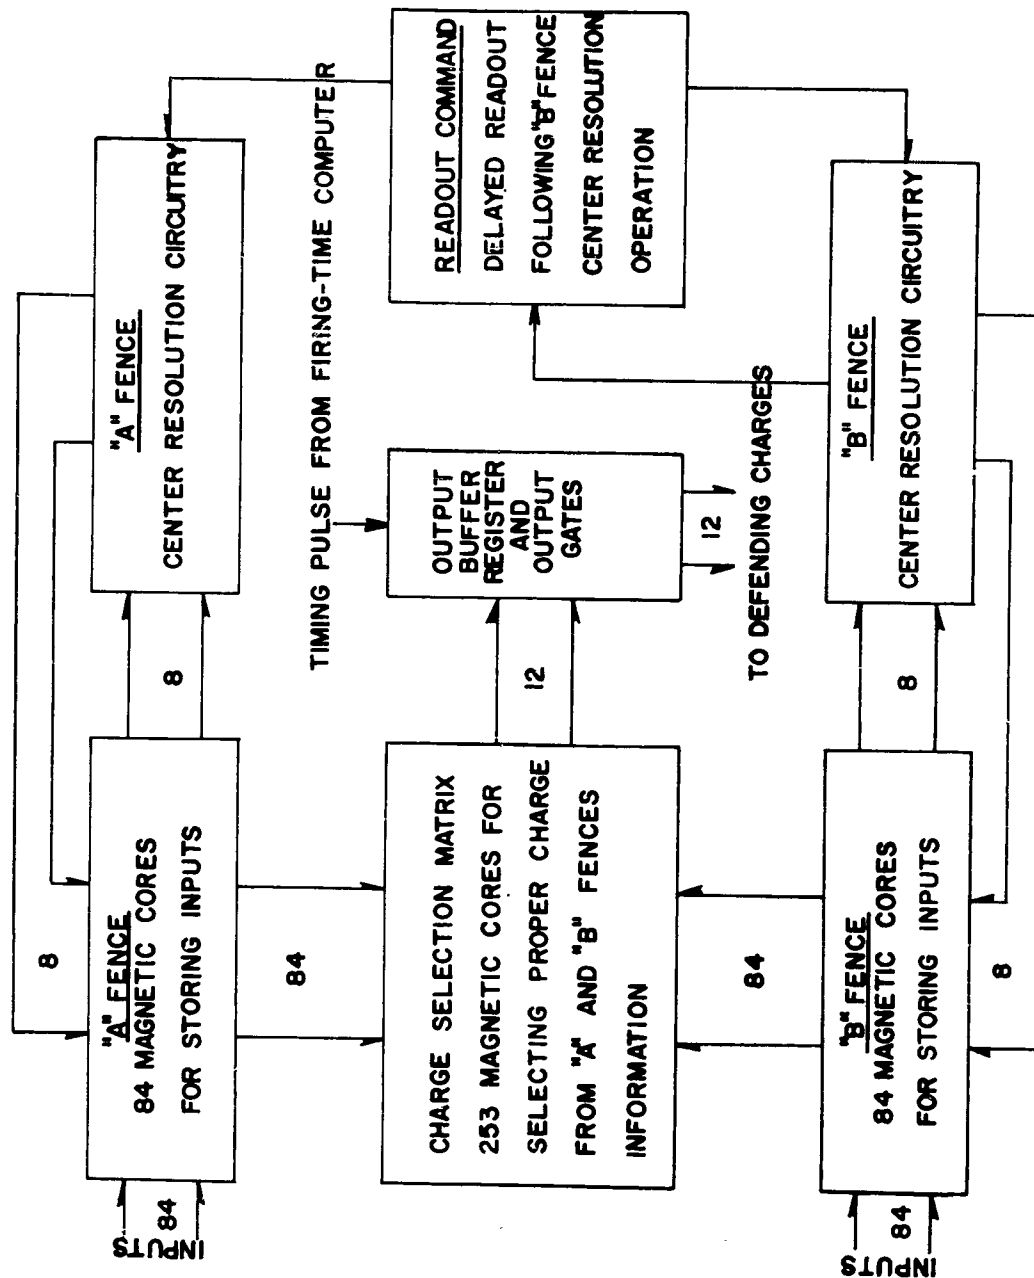 INPUTS
84
"A" FENCE
84 MAGNETIC CORES
FOR STORING INPUTS
8
8
"A" FENCE
CENTER RESOLUTION CIRCUITRY
84
TIMING PULSE FROM FIRING-TIME COMPUTER
CHARGE SELECTION MATRIX
253 MAGNETIC CORES FOR
SELECTING PROPER CHARGE
FROM "A" AND "B" FENCES
INFORMATION
12
OUTPUT
BUFFER
REGISTER
AND
OUTPUT
GATES
12
TO DEFENDING CHARGES
READOUT COMMAND
DELAYED READOUT
FOLLOWING "B" FENCE
CENTER RESOLUTION
OPERATION
84
INPUTS
84
"B" FENCE
84 MAGNETIC CORES
FOR STORING INPUTS
8
"B" FENCE
CENTER RESOLUTION CIRCUITRY
8